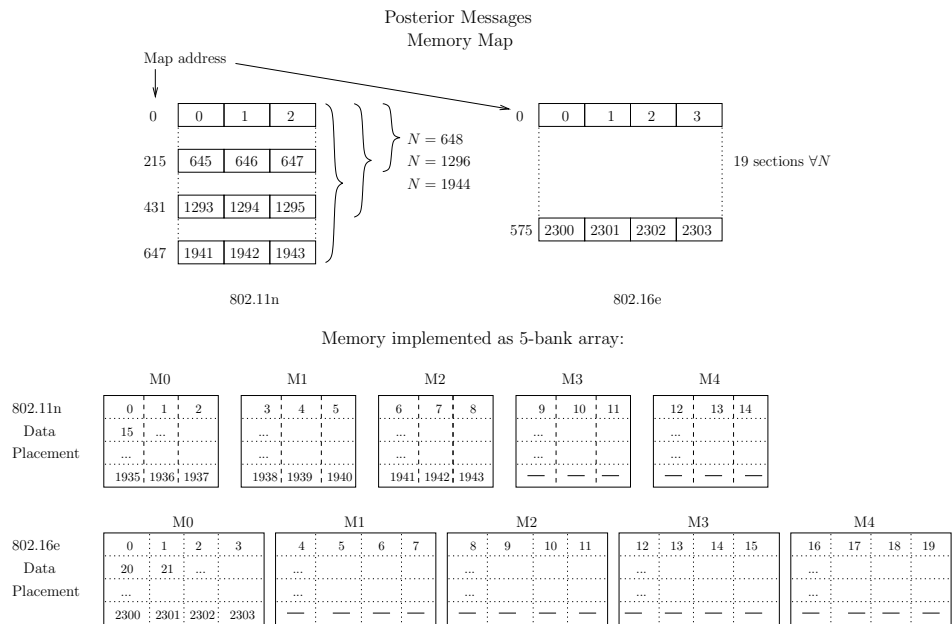 Posterior Messages
Memory Map
Map address
0 0 1 2
0 0 1 2 3
N = 648
215 645 646 647
N = 1296
19 sections ∀N
N = 1944
431 1293 1294 1295
575 2300 2301 2302 2303
647 1941 1942 1943
802.11n
802.16e
Memory implemented as 5-bank array:
M0 M1 M2 M3 M4
802.11n 0 1 2 3 4 5 6 7 8 9 10 11 12 13 14
Data 15 ... ... ... ... ...
Placement ... ... ... ... ...
1935 1936 1937 1938 1939 1940 1941 1942 1943 — — — — — —
M0 M1 M2 M3 M4
802.16e 0 1 2 3 4 5 6 7 8 9 10 11 12 13 14 15 16 17 18 19
Data 20 21 ... ... ... ... ...
Placement ... ... ... ... ...
2300 2301 2302 2303 — — — — — — — — — — — — — — — —